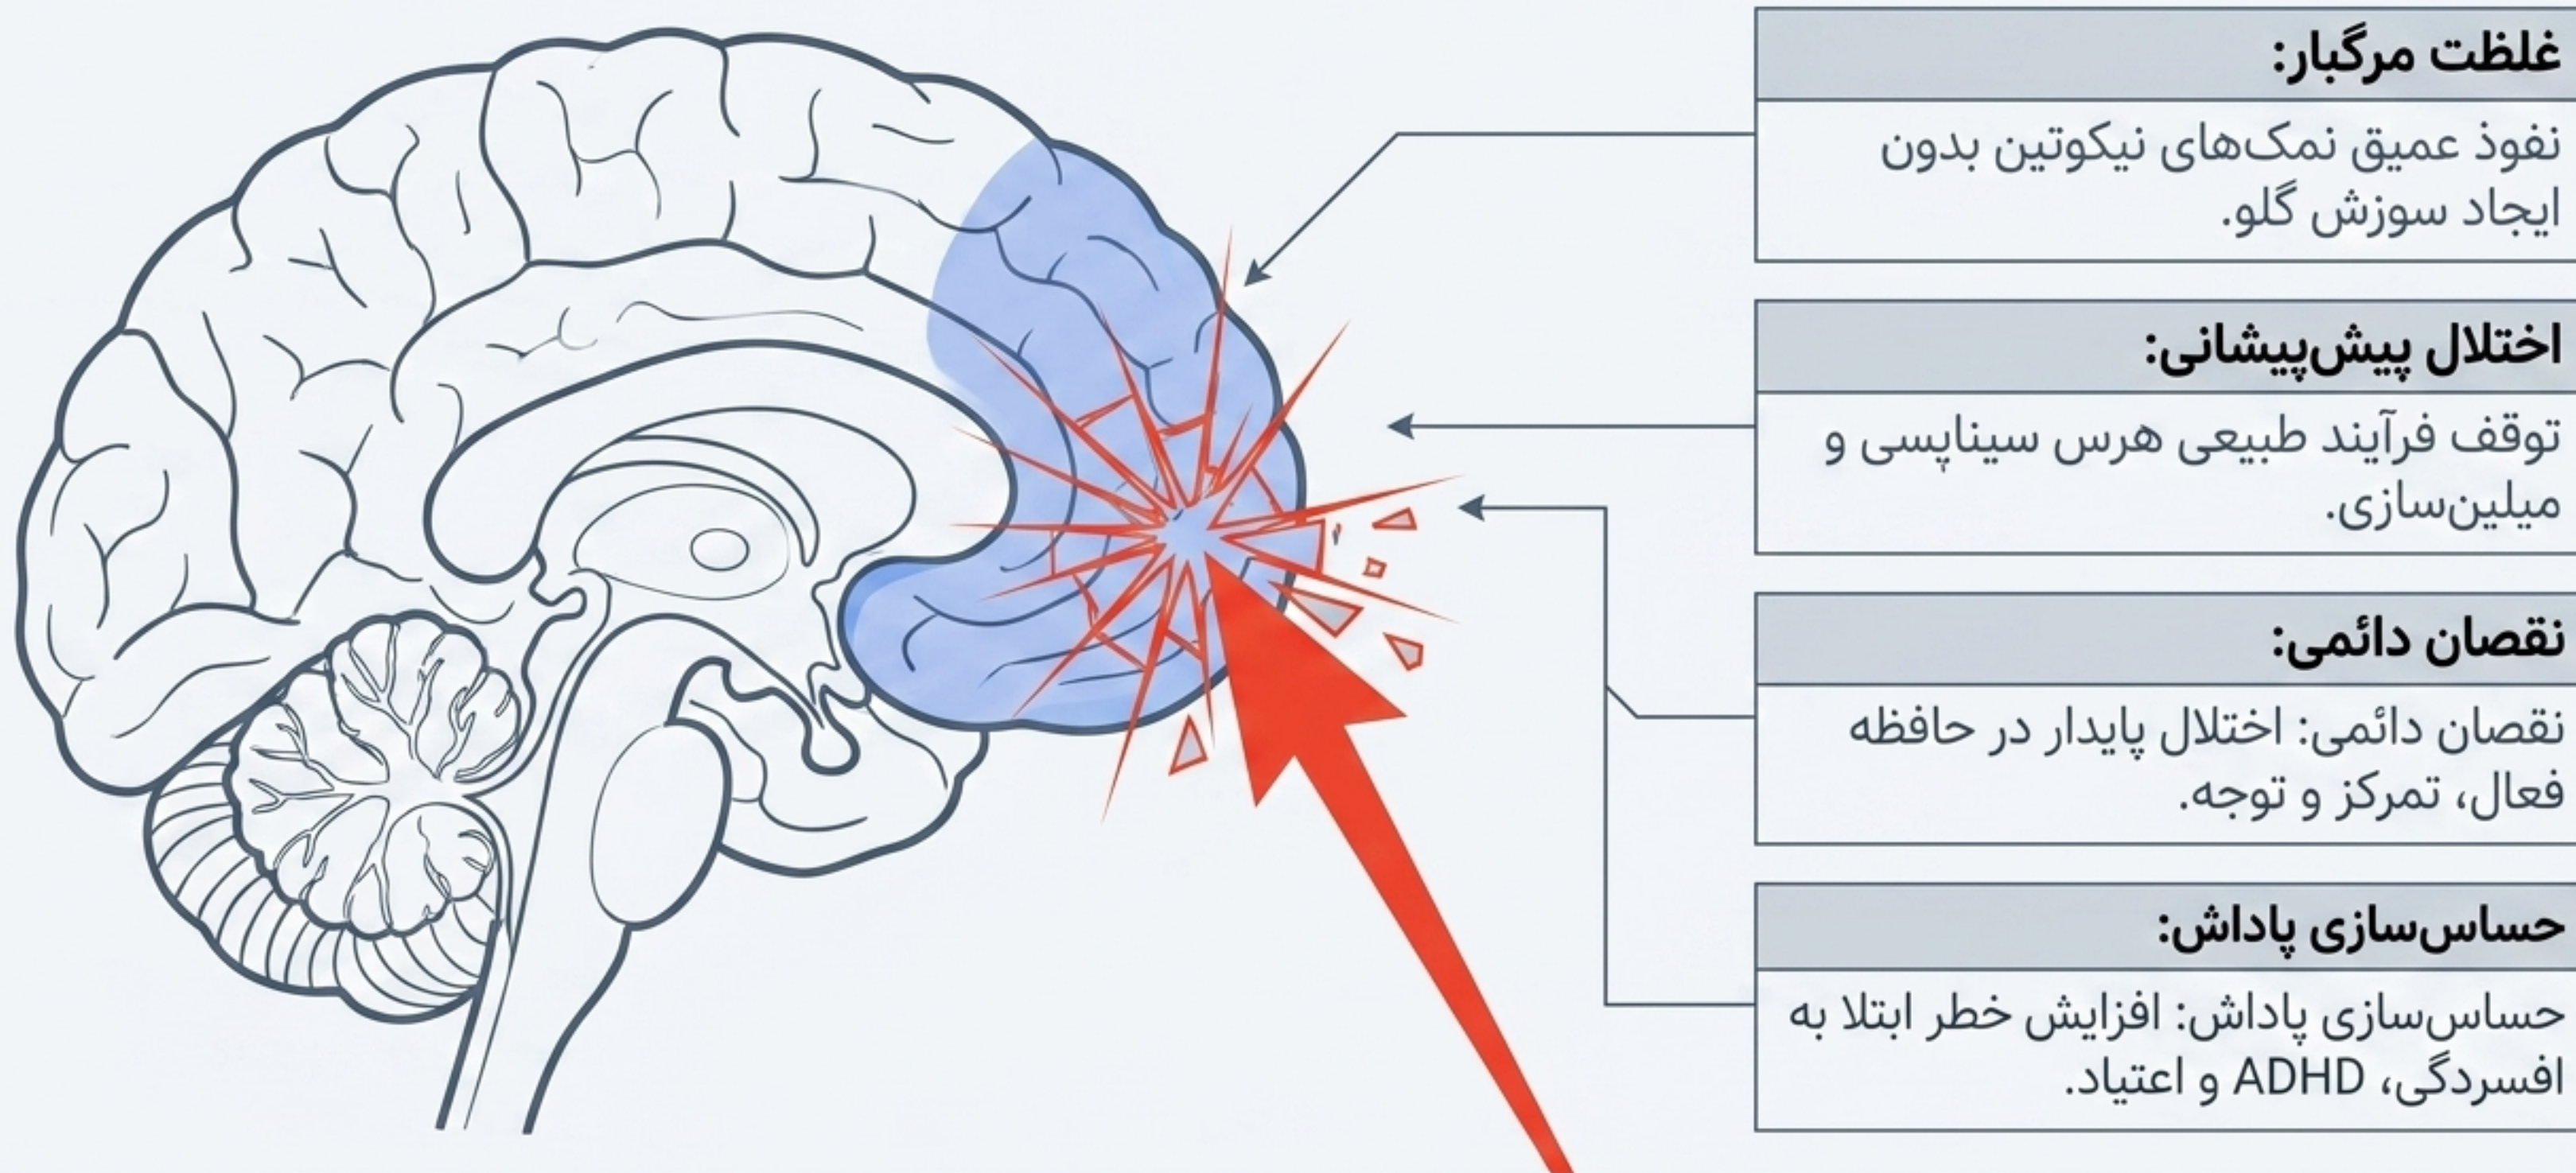 غلظت مرگبار:
نفوذ عمیق نمک‌های نیکوتین بدون
ایجاد سوزش گلو.
اختلال پیش‌پیشانی:
توقف فرآیند طبیعی هرس سیناپسی و
میلین‌سازی.
نقصان دائمی:
نقصان دائمی: اختلال پایدار در حافظه
فعال، تمرکز و توجه.
حساس‌سازی پاداش:
حساس‌سازی پاداش: افزایش خطر ابتلا به
افسردگی، ADHD و اعتیاد.